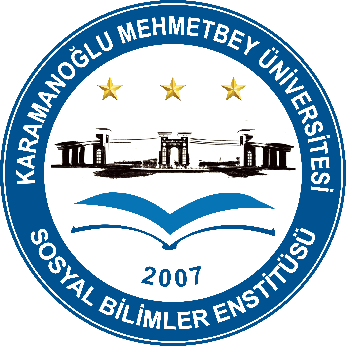 KARAMANOĞLU MEHMETBEY ÜNİVERSİTESİ
2007
SOSYAL BİLİMLER ENSTİTÜSÜ